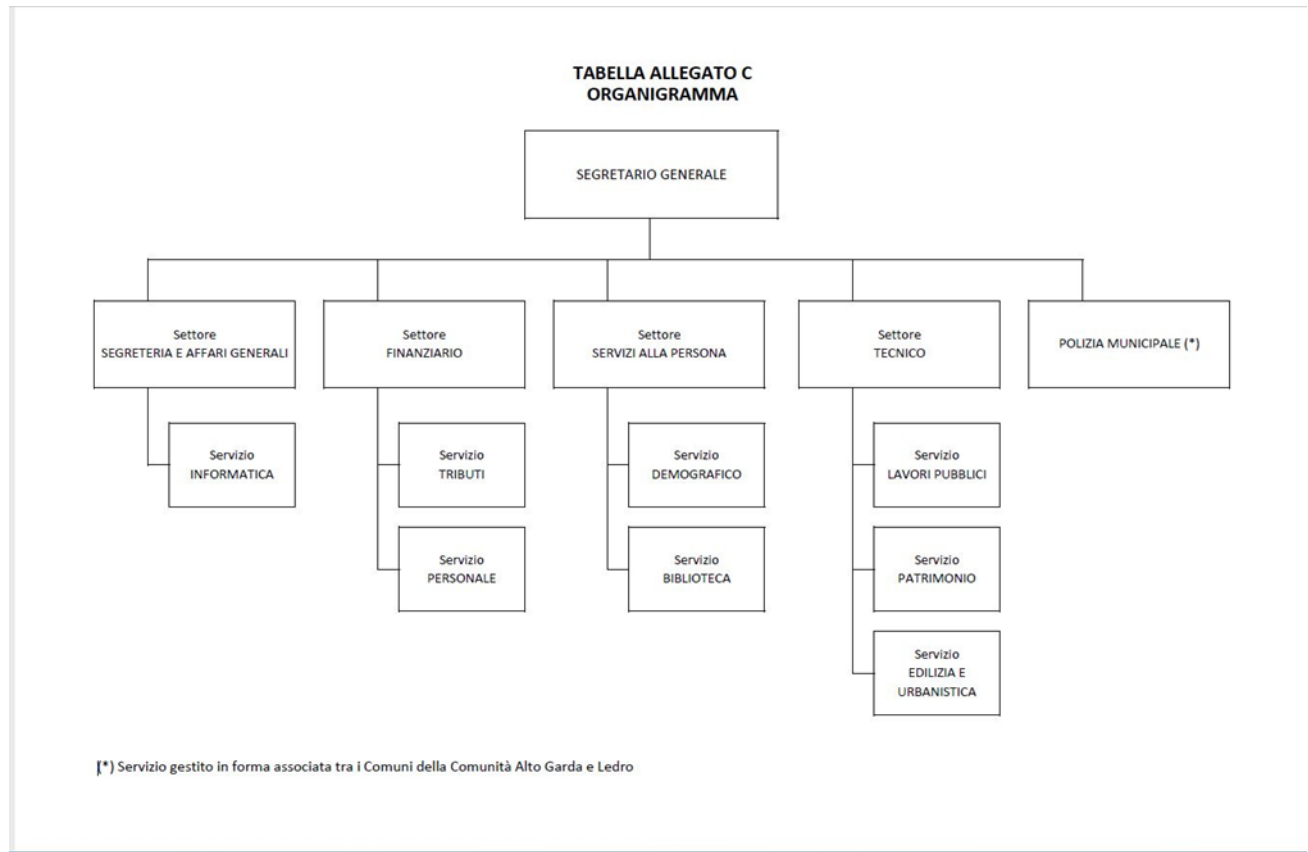 TABELLA ALLEGATO C
ORGANIGRAMMA
SEGRETARIO GENERALE
Settore
SEGRETERIA E AFFARI GENERALI
Settore
FINANZIARIO
Settore
SERVIZI ALLA PERSONA
Settore
TECNICO
POLIZIA MUNICIPALE (*)
Servizio
INFORMATICA
Servizio
TRIBUTI
Servizio
DEMOGRAFICO
Servizio
LAVORI PUBBLICI
Servizio
PERSONALE
Servizio
BIBLIOTECA
Servizio
PATRIMONIO
Servizio
EDILIZIA E
URBANISTICA
(*) Servizio gestito in forma associata tra i Comuni della Comunità Alto Garda e Ledro